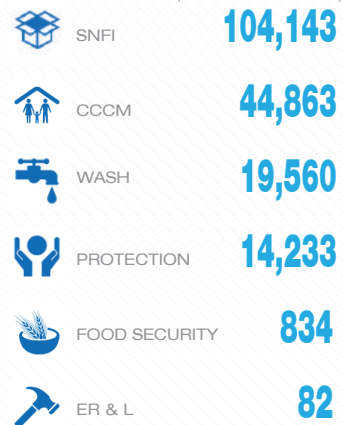 SNFI 104,143
CCCM 44,863
WASH 19,560
PROTECTION 14,233
FOOD SECURITY 834
ER & L 82